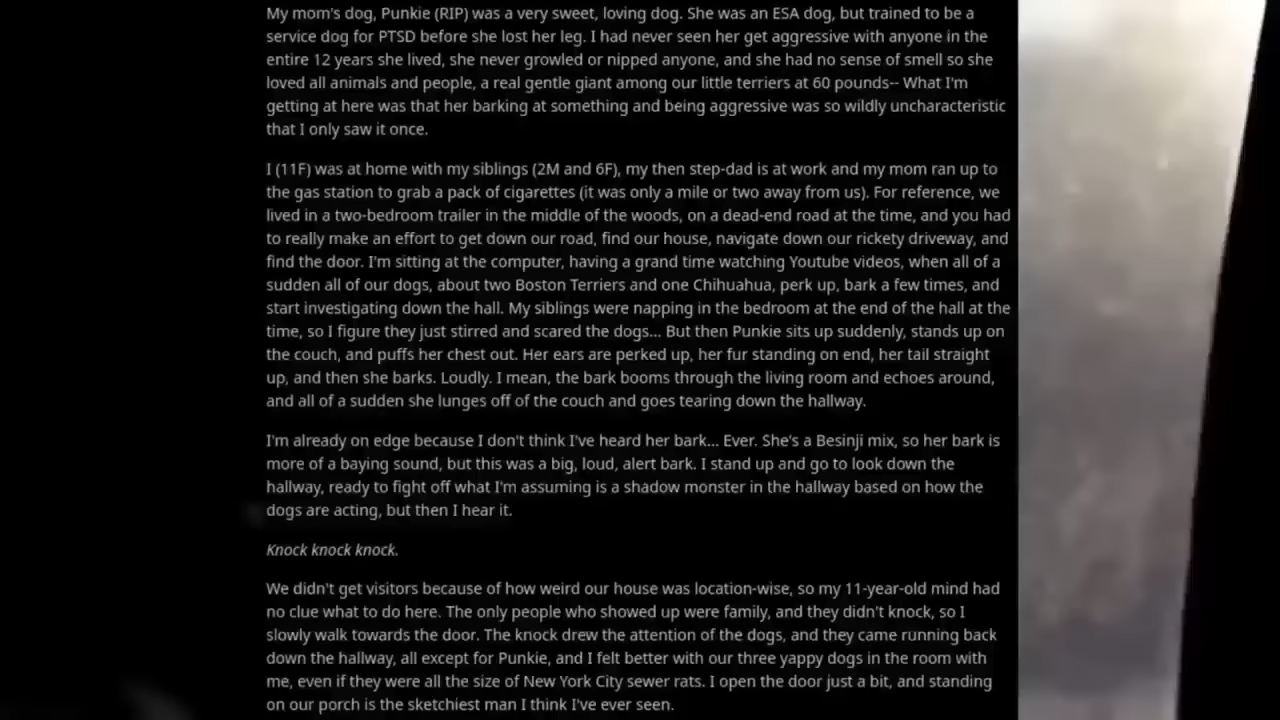 My mom's dog, Punkie (RIP) was a very sweet, loving dog. She was an ESA dog, but trained to be a
service dog for PTSD before she lost her leg. I had never seen her get aggressive with anyone in the
entire 12 years she lived, she never growled or nipped anyone, and she had no sense of smell so she
loved all animals and people, a real gentle giant among our little terriers at 60 pounds-- What I'm
getting at here was that her barking at something and being aggressive was so wildly uncharacteristic
that I only saw it once.
I (11F) was at home with my siblings (2M and 6F), my then step-dad is at work and my mom ran up to
the gas station to grab a pack of cigarettes (it was only a mile or two away from us). For reference, we
lived in a two-bedroom trailer in the middle of the woods, on a dead-end road at the time, and you had
to really make an effort to get down our road, find our house, navigate down our rickety driveway, and
find the door. I'm sitting at the computer, having a grand time watching Youtube videos, when all of a
sudden all of our dogs, about two Boston Terriers and one Chihuahua, perk up, bark a few times, and
start investigating down the hall. My siblings were napping in the bedroom at the end of the hall at the
time, so I figure they just stirred and scared the dogs... But then Punkie sits up suddenly, stands up on
the couch, and puffs her chest out. Her ears are perked up, her fur standing on end, her tail straight
up, and then she barks. Loudly. I mean, the bark booms through the living room and echoes around,
and all of a sudden she lunges off of the couch and goes tearing down the hallway.
I'm already on edge because I don't think I've heard her bark... Ever. She's a Besinji mix, so her bark is
more of a baying sound, but this was a big, loud, alert bark. I stand up and go to look down the
hallway, ready to fight off what I'm assuming is a shadow monster in the hallway based on how the
dogs are acting, but then I hear it.
Knock knock knock.
We didn't get visitors because of how weird our house was location-wise, so my 11-year-old mind had
no clue what to do here. The only people who showed up were family, and they didn't knock, so I
slowly walk towards the door. The knock drew the attention of the dogs, and they came running back
down the hallway, all except for Punkie, and I felt better with our three yappy dogs in the room with
me, even if they were all the size of New York City sewer rats. I open the door just a bit, and standing
on our porch is the sketchiest man I think I've ever seen.